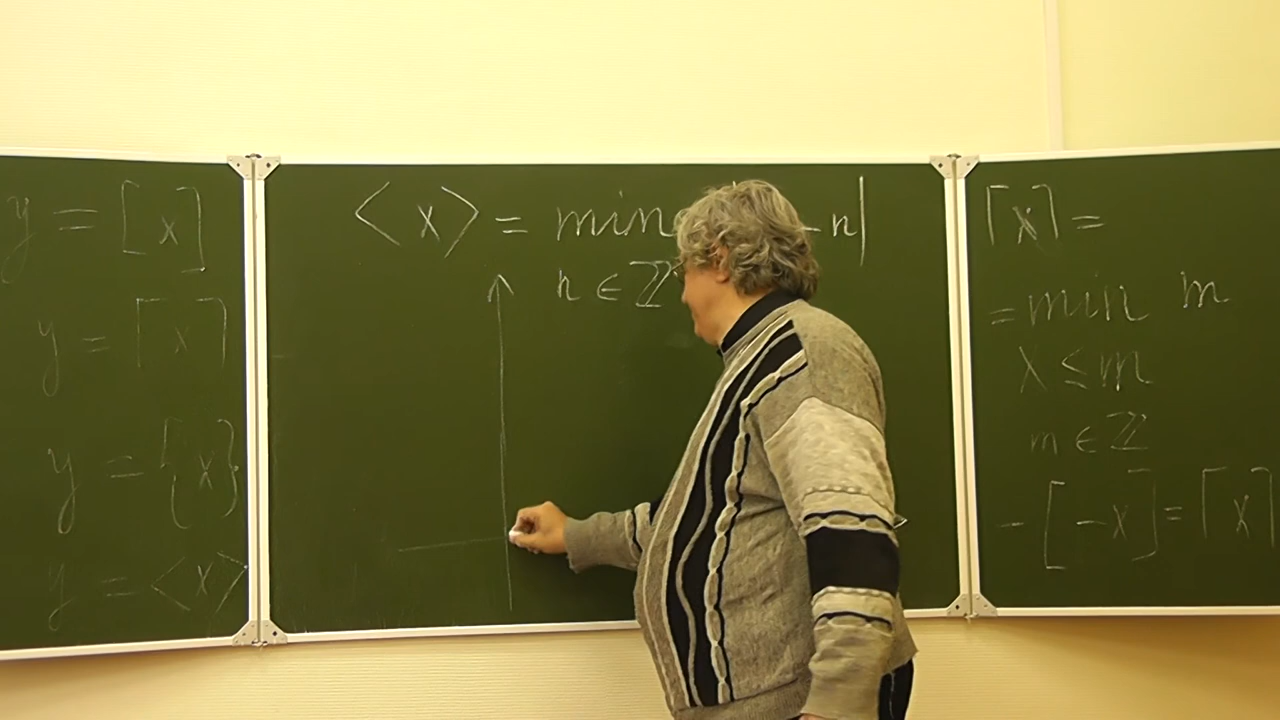 y = [x]
y = ⌈x⌉
y = {x}
y = <x>
<x> = min - n|
n ∈ ℤ
⌈x⌉ =
= min m
x ≤ m
m ∈ ℤ
- [-x] = ⌈x⌉